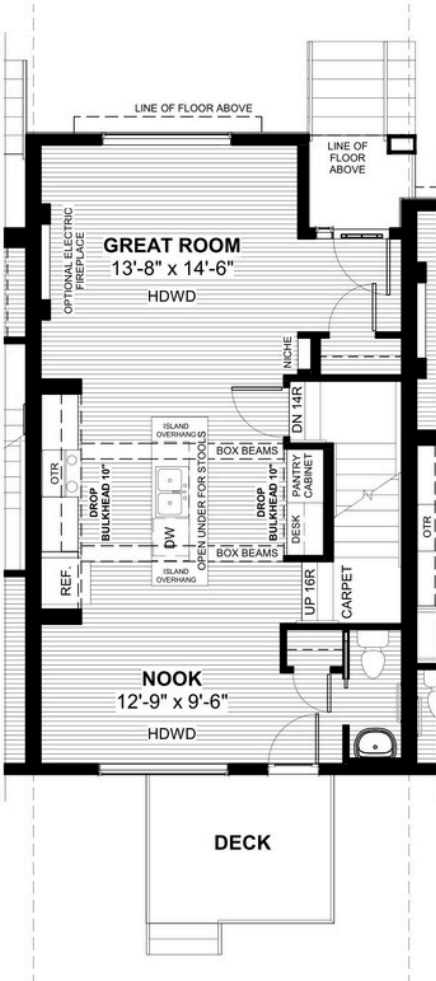 LINE OF FLOOR ABOVE
LINE OF
FLOOR
ABOVE
OPTIONAL ELECTRIC
FIREPLACE
GREAT ROOM
13'-8" x 14'-6"
HDWD
NICHE
DN 14R
ISLAND
OVERHANG
BOX BEAMS
OTR
DROP
BULKHEAD 10"
OPEN UNDER FOR STOOLS
DROP
BULKHEAD 10"
PANTRY
CABINET
DESK
DW
OTR
BOX BEAMS
REF.
ISLAND
OVERHANG
UP 16R
CARPET
NOOK
12'-9" x 9'-6"
HDWD
DECK